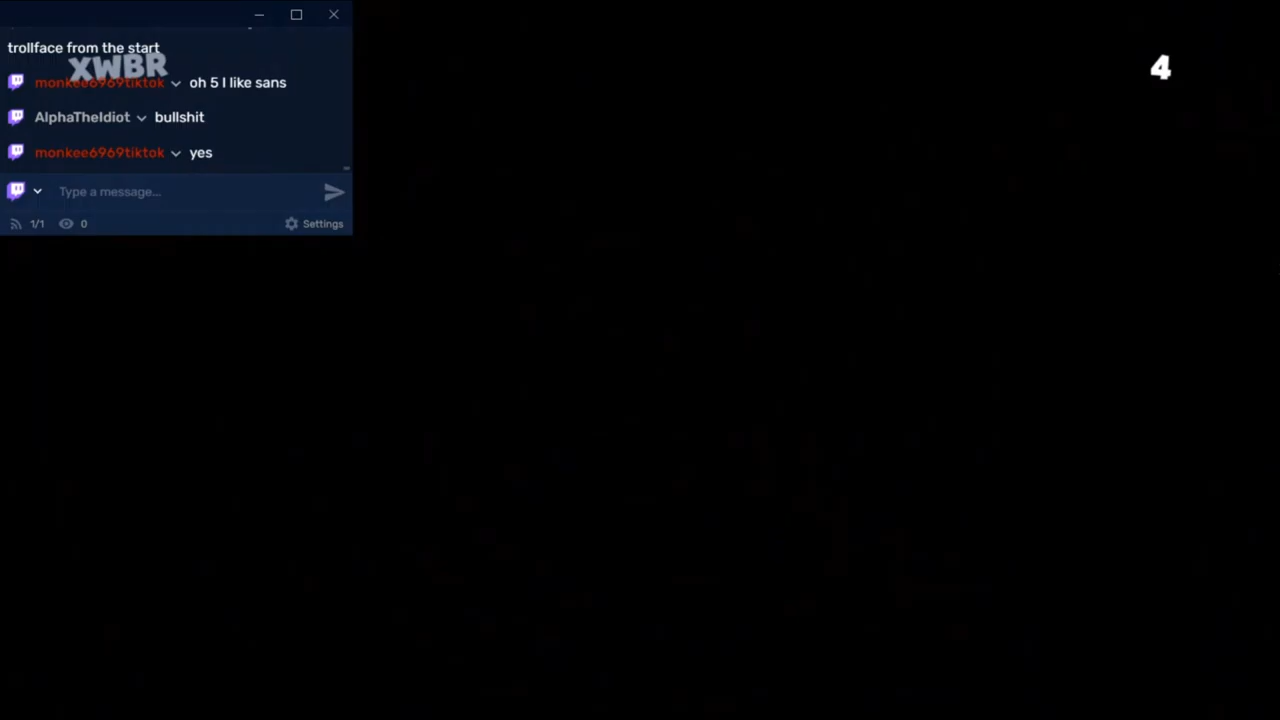 trollface from the start
XWBR
monkee6969tiktok oh 5 I like sans
AlphaTheIdiot bullshit
monkee6969tiktok yes
Type a message...
1/1 0 Settings
4